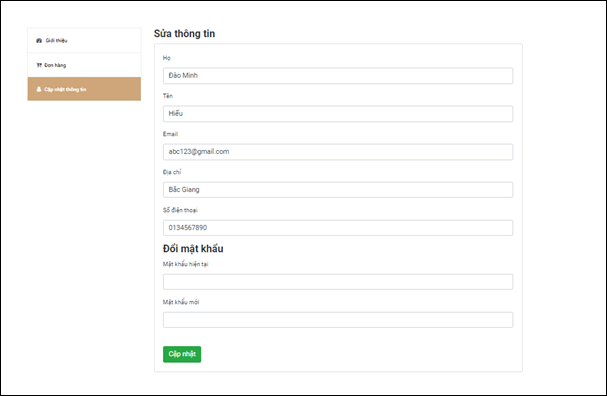 Giới thiệu
Đơn hàng
Cập nhật thông tin
Sửa thông tin
Họ
Đào Minh
Tên
Hiếu
Email
abc123@gmail.com
Địa chỉ
Bắc Giang
Số điện thoại
0134567890
Đổi mật khẩu
Mật khẩu hiện tại
Mật khẩu mới
Cập nhật